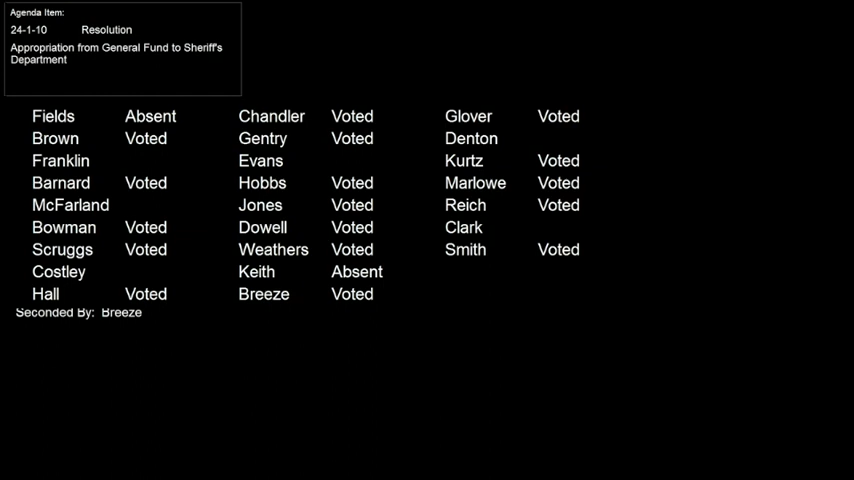 Agenda Item:
24-1-10 Resolution
Appropriation from General Fund to Sheriff's
Department
Fields Absent Chandler Voted Glover Voted
Brown Voted Gentry Voted Denton
Franklin Evans Kurtz Voted
Barnard Voted Hobbs Voted Marlowe Voted
McFarland Jones Voted Reich Voted
Bowman Voted Dowell Voted Clark
Scruggs Voted Weathers Voted Smith Voted
Costley Keith Absent
Hall Voted Breeze Voted
Seconded By: Breeze